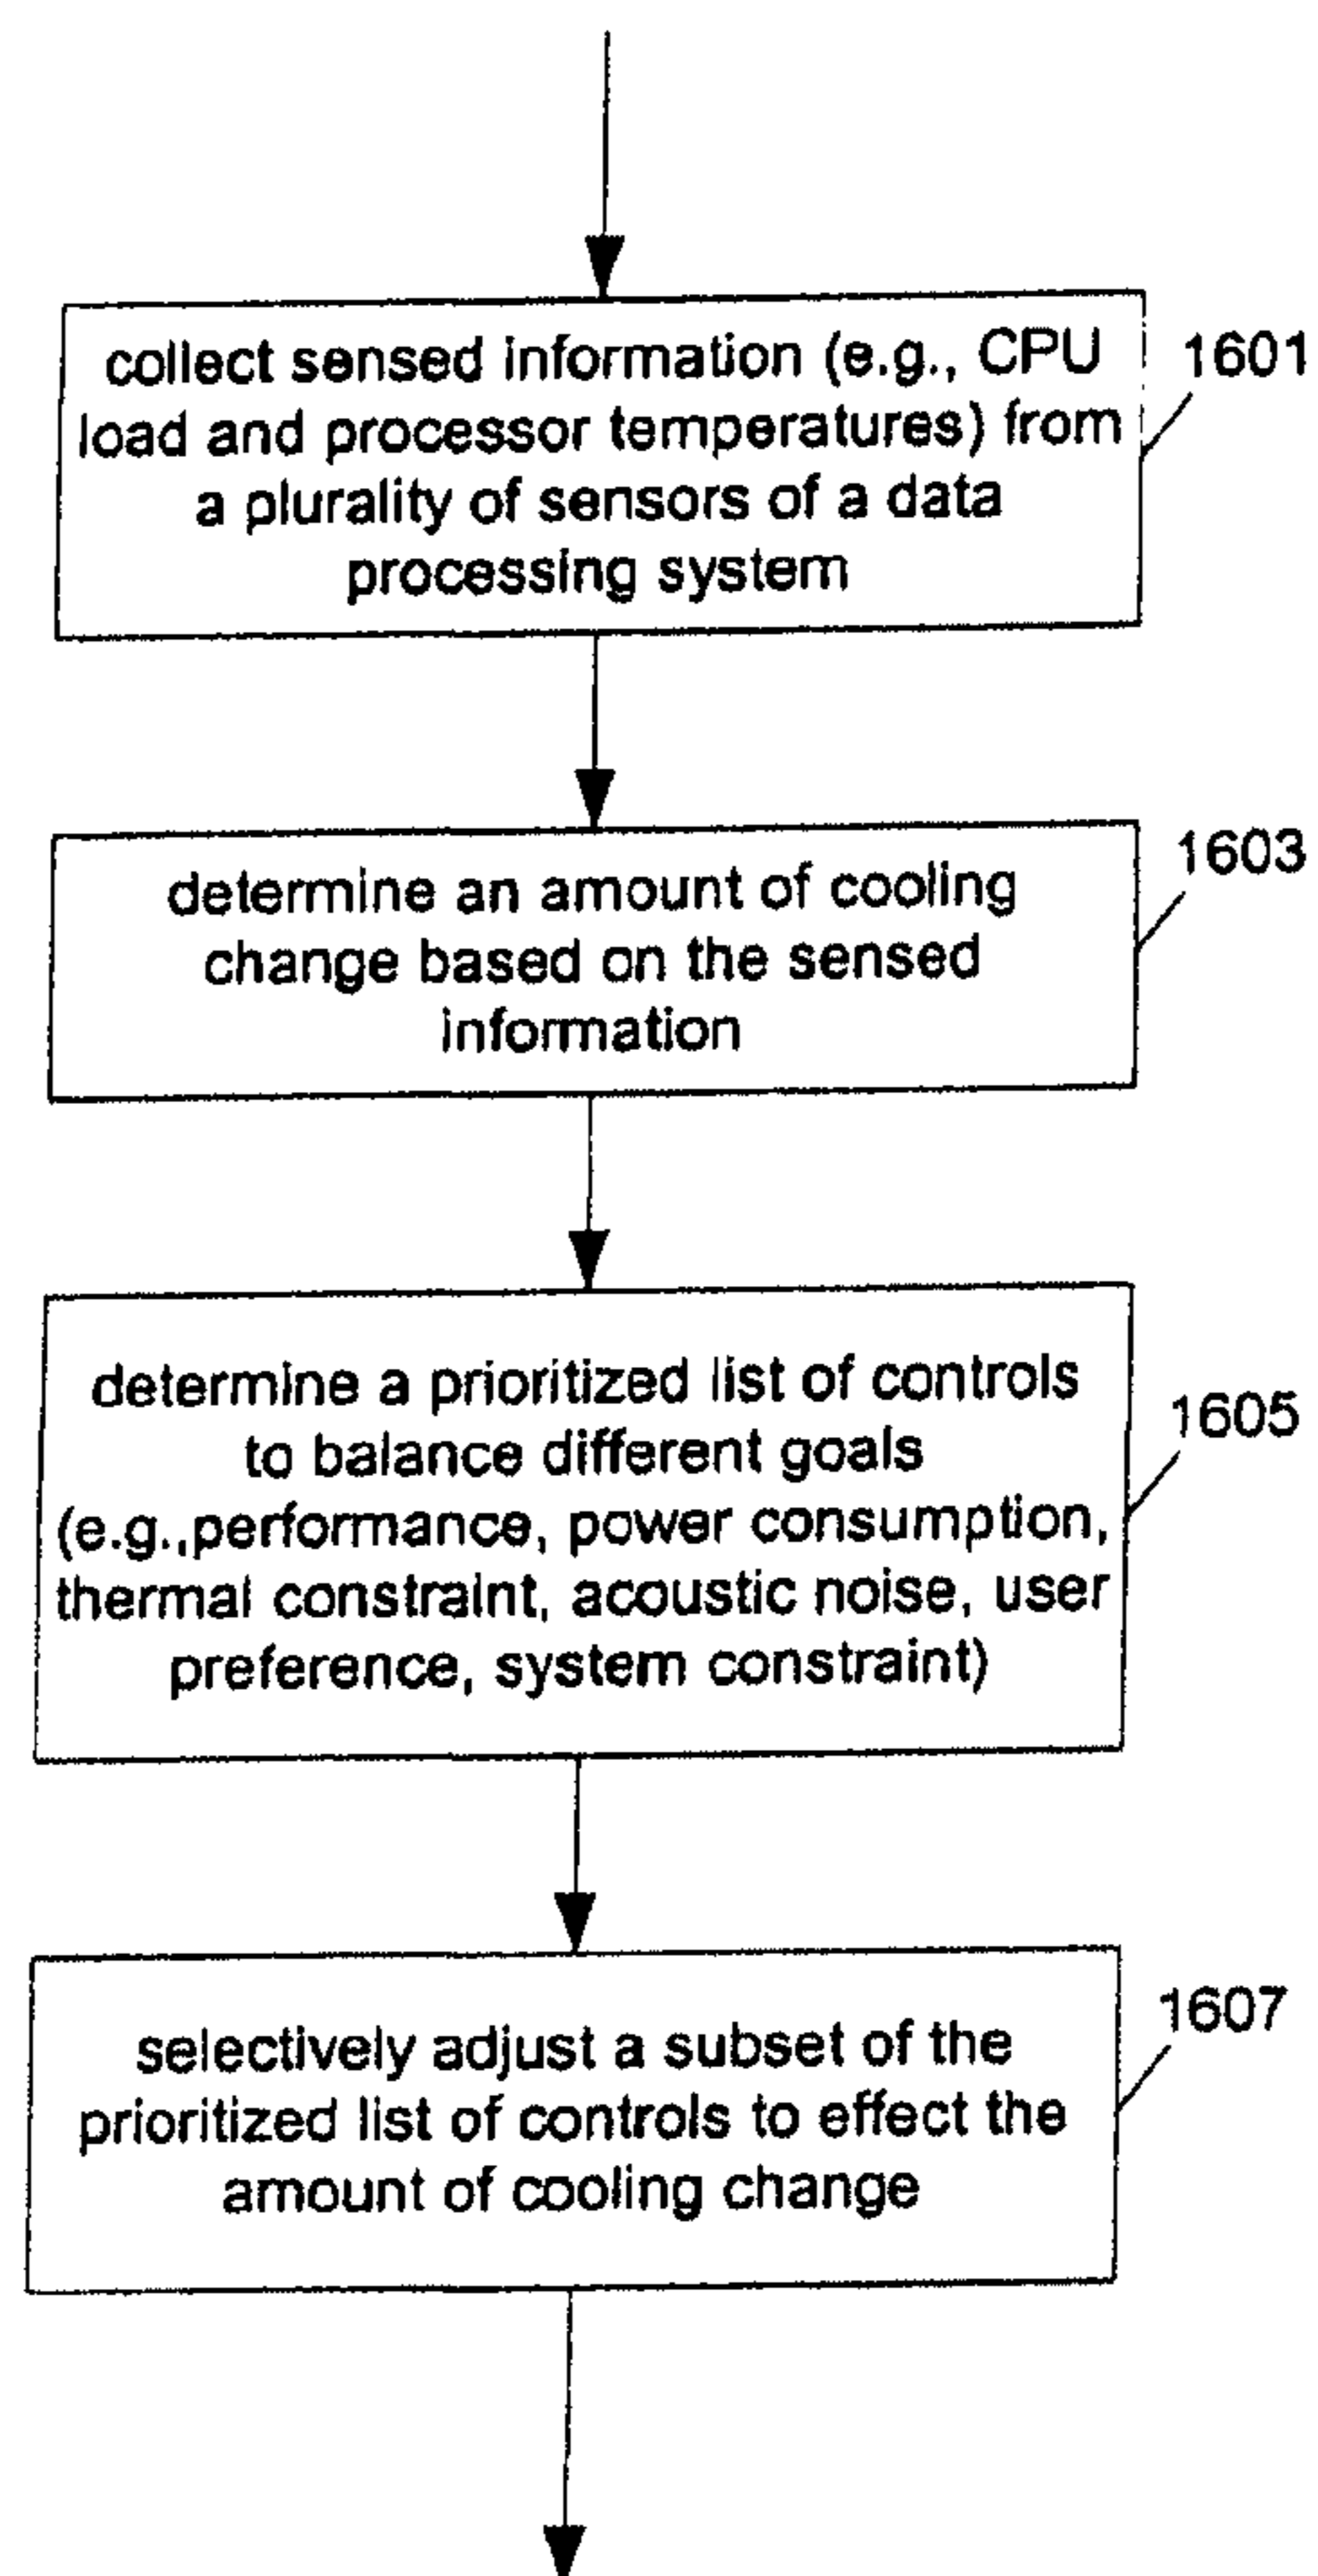 collect sensed information (e.g., CPU
load and processor temperatures) from
a plurality of sensors of a data
processing system
1601
determine an amount of cooling
change based on the sensed
information
1603
determine a prioritized list of controls
to balance different goals
(e.g.,performance, power consumption,
thermal constraint, acoustic noise, user
preference, system constraint)
1605
selectively adjust a subset of the
prioritized list of controls to effect the
amount of cooling change
1607